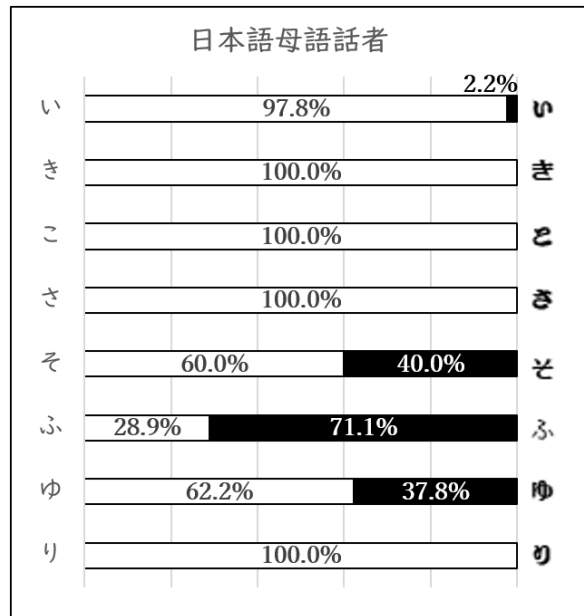 日本語母語話者
2.2%
い 97.8% い
き 100.0% き
こ 100.0% こ
さ 100.0% さ
そ 60.0% 40.0% そ
ふ 28.9% 71.1% ふ
ゆ 62.2% 37.8% ゆ
り 100.0% り